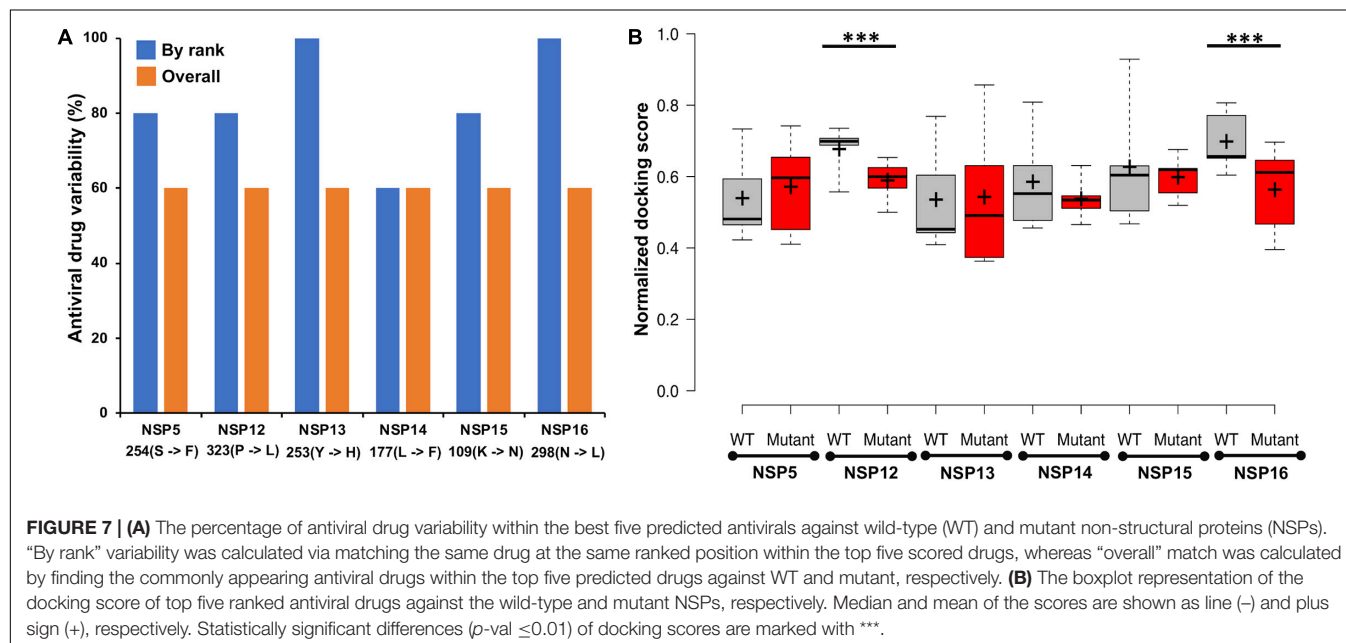 A
B
By rank
Overall
Antiviral drug variability (%)
100
80
60
40
20
0
NSP5 NSP12 NSP13 NSP14 NSP15 NSP16
254(S -> F) 323(P -> L) 253(Y -> H) 177(L -> F) 109(K -> N) 298(N -> L)
*** ***
Normalized docking score
1.0
0.8
0.6
0.4
0.2
0.0
WT Mutant WT Mutant WT Mutant WT Mutant WT Mutant WT Mutant
NSP5 NSP12 NSP13 NSP14 NSP15 NSP16
FIGURE 7 | (A) The percentage of antiviral drug variability within the best five predicted antivirals against wild-type (WT) and mutant non-structural proteins (NSPs).
“By rank” variability was calculated via matching the same drug at the same ranked position within the top five scored drugs, whereas “overall” match was calculated
by finding the commonly appearing antiviral drugs within the top five predicted drugs against WT and mutant, respectively. (B) The boxplot representation of the
docking score of top five ranked antiviral drugs against the wild-type and mutant NSPs, respectively. Median and mean of the scores are shown as line (–) and plus
sign (+), respectively. Statistically significant differences (p-val ≤0.01) of docking scores are marked with ***.